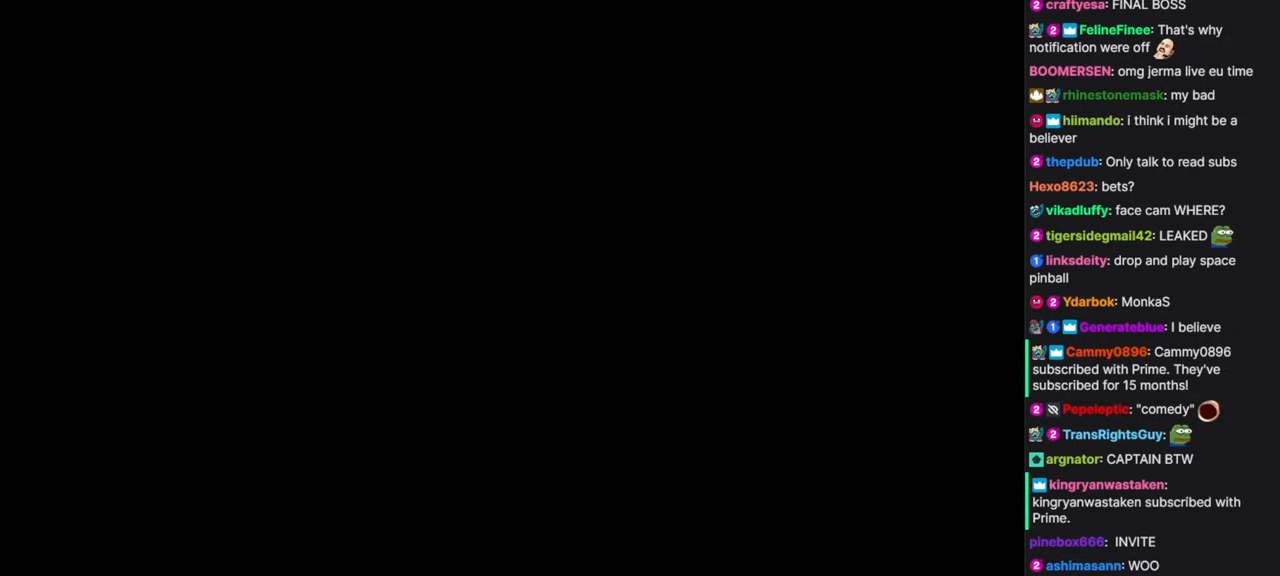 craftyesa: FINAL BOSS
FelineFinee: That's why
notification were off
BOOMERSEN: omg jerma live eu time
rhinestonemask: my bad
hiimando: i think i might be a
believer
thepdub: Only talk to read subs
Hexo8623: bets?
vikadluffy: face cam WHERE?
tigersidegmail42: LEAKED
linksdeity: drop and play space
pinball
Ydarbok: MonkaS
Generateblue: I believe
Cammy0896: Cammy0896
subscribed with Prime. They've
subscribed for 15 months!
Pepeleptic: "comedy"
TransRightsGuy:
argnator: CAPTAIN BTW
kingryanwastaken:
kingryanwastaken subscribed with
Prime.
pinebox666: INVITE
ashimasann: WOO